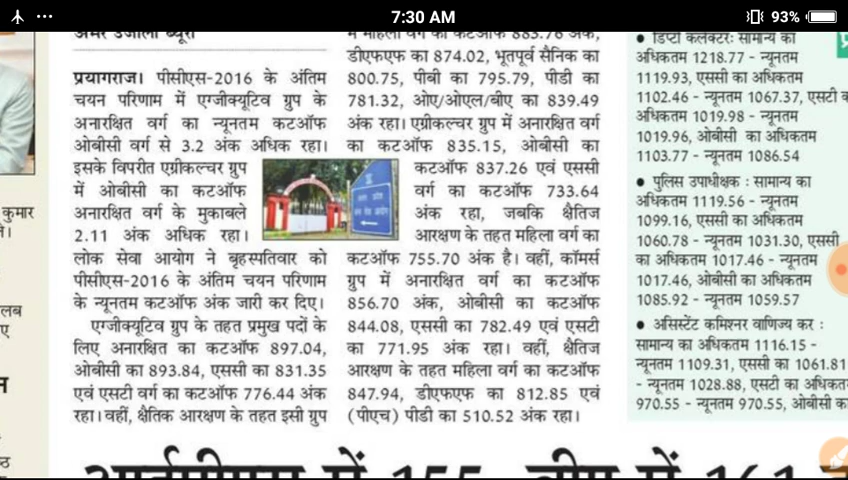 7:30 AM
93%
अमर उजाला ब्यूरो
प्रयागराज। पीसीएस-2016 के अंतिम
चयन परिणाम में एग्जीक्यूटिव ग्रुप के
अनारक्षित वर्ग का न्यूनतम कटऑफ
ओबीसी वर्ग से 3.2 अंक अधिक रहा।
इसके विपरीत एग्रीकल्चर ग्रुप
में ओबीसी का कटऑफ
अनारक्षित वर्ग के मुकाबले
2.11 अंक अधिक रहा।
लोक सेवा आयोग ने बृहस्पतिवार को
पीसीएस-2016 के अंतिम चयन परिणाम
के न्यूनतम कटऑफ अंक जारी कर दिए।
एग्जीक्यूटिव ग्रुप के तहत प्रमुख पदों के
लिए अनारक्षित का कटऑफ 897.04,
ओबीसी का 893.84, एससी का 831.35
एवं एसटी वर्ग का कटऑफ 776.44 अंक
रहा। वहीं, क्षैतिक आरक्षण के तहत इसी ग्रुप
में महिला वर्ग का कटऑफ 883.76 अंक,
डीएफएफ का 874.02, भूतपूर्व सैनिक का
800.75, पीबी का 795.79, पीडी का
781.32, ओए/ओएल/बीए का 839.49
अंक रहा। एग्रीकल्चर ग्रुप में अनारक्षित वर्ग
का कटऑफ 835.15, ओबीसी का
कटऑफ 837.26 एवं एससी
वर्ग का कटऑफ 733.64
अंक रहा, जबकि क्षैतिज
आरक्षण के तहत महिला वर्ग का
कटऑफ 755.70 अंक है। वहीं, कॉमर्स
ग्रुप में अनारक्षित वर्ग का कटऑफ
856.70 अंक, ओबीसी का कटऑफ
844.08, एससी का 782.49 एवं एसटी
का 771.95 अंक रहा। वहीं, क्षैतिज
आरक्षण के तहत महिला वर्ग का कटऑफ
847.94, डीएफएफ का 812.85 एवं
(पीएच) पीडी का 510.52 अंक रहा।
• डिप्टी कलेक्टर: सामान्य का
अधिकतम 1218.77 - न्यूनतम
1119.93, एससी का अधिकतम
1102.46 - न्यूनतम 1067.37, एसटी का
अधिकतम 1019.98 - न्यूनतम
1019.96, ओबीसी का अधिकतम
1103.77 - न्यूनतम 1086.54
• पुलिस उपाधीक्षक : सामान्य का
अधिकतम 1119.56 - न्यूनतम
1099.16, एससी का अधिकतम
1060.78 - न्यूनतम 1031.30, एससी
का अधिकतम 1017.46 - न्यूनतम
1017.46, ओबीसी का अधिकतम
1085.92 - न्यूनतम 1059.57
• असिस्टेंट कमिश्नर वाणिज्य कर :
सामान्य का अधिकतम 1116.15 -
न्यूनतम 1109.31, एससी का 1061.81
- न्यूनतम 1028.88, एसटी का अधिकतम
970.55 - न्यूनतम 970.55, ओबीसी का
कुमार